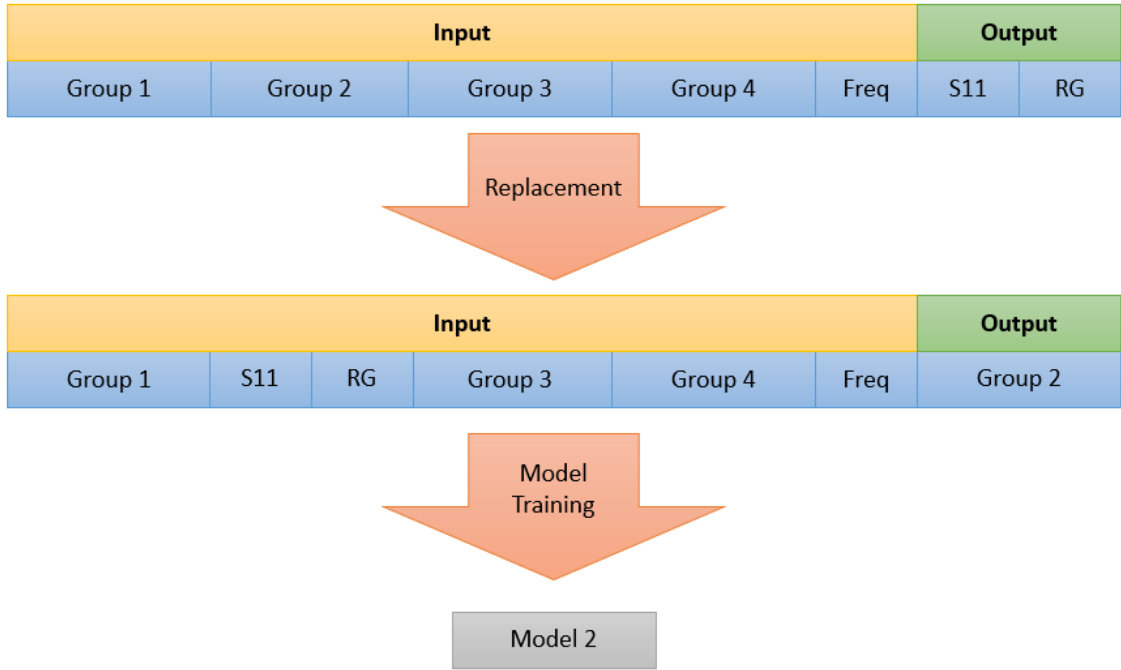 Input Output
Group 1 Group 2 Group 3 Group 4 Freq S11 RG
Replacement
Input Output
Group 1 S11 RG Group 3 Group 4 Freq Group 2
Model
Training
Model 2